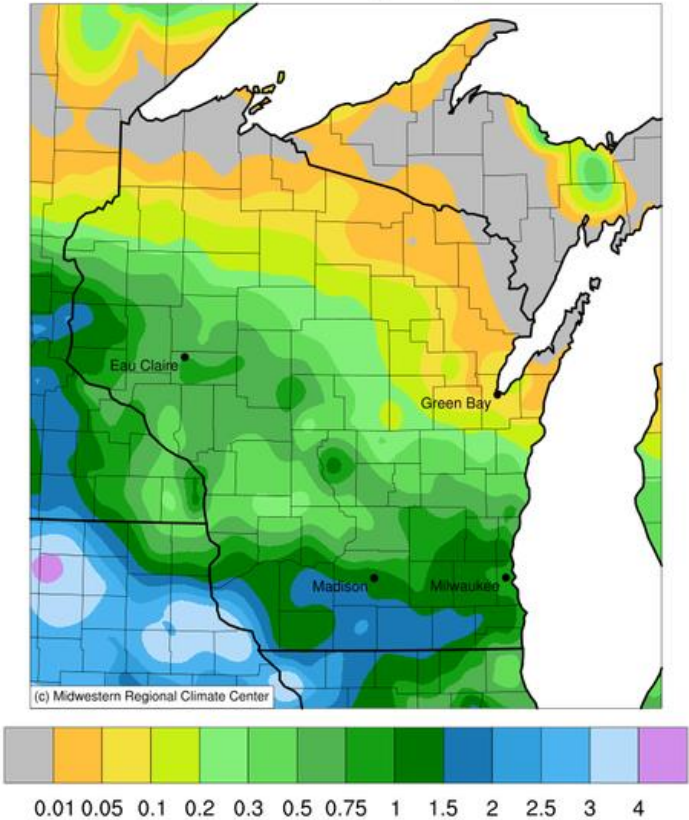 Eau Claire
Green Bay
Madison
Milwaukee
(c) Midwestern Regional Climate Center
0.01 0.05 0.1 0.2 0.3 0.5 0.75 1 1.5 2 2.5 3 4